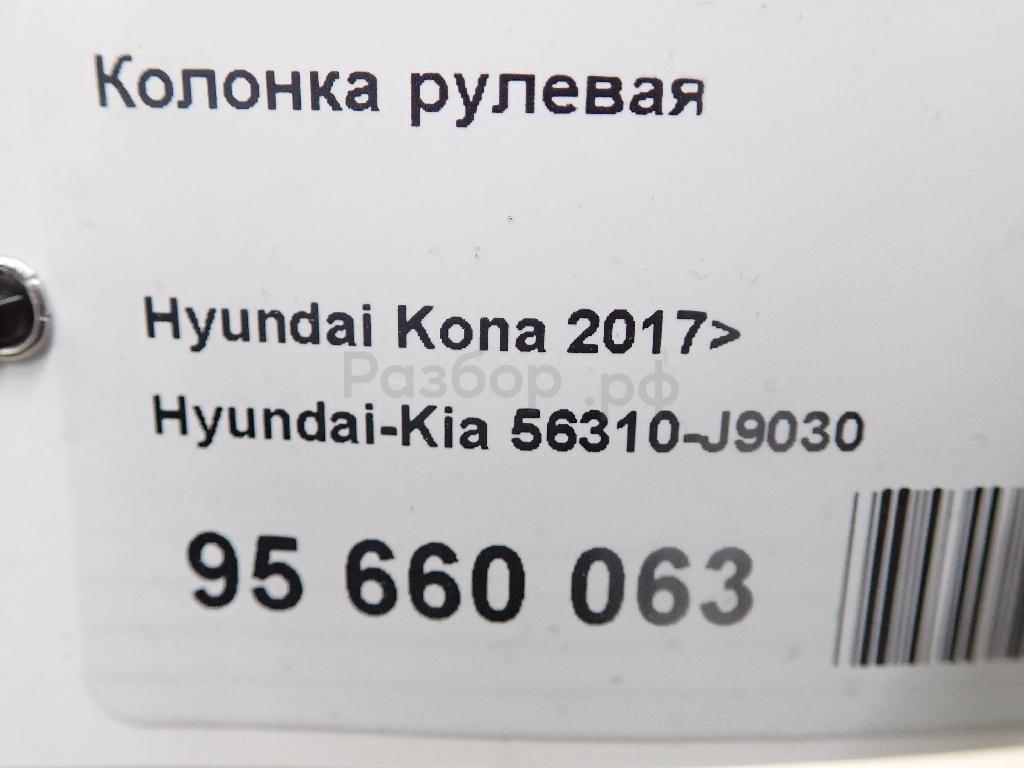 Колонка рулевая
Hyundai Kona 2017>
Разбор.рф
Hyundai-Kia 56310-J9030
95 660 063